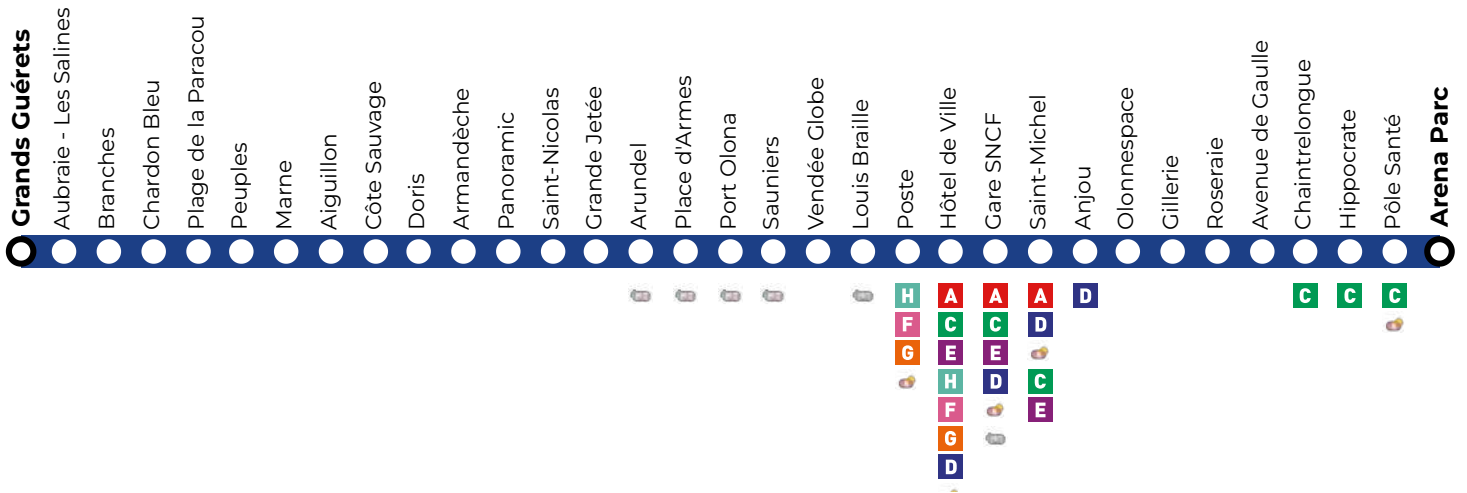 Grands Guérets
Aubraie - Les Salines
Branches
Chardon Bleu
Plage de la Paracou
Peuples
Marne
Aiguillon
Côte Sauvage
Doris
Armandèche
Panoramic
Saint-Nicolas
Grande Jetée
Arundel
Place d'Armes
Port Olona
Sauniers
Vendée Globe
Louis Braille
Poste
Hôtel de Ville
Gare SNCF
Saint-Michel
Anjou
Olonnespace
Gillerie
Roseraie
Avenue de Gaulle
Chaintrelongue
Hippocrate
Pôle Santé
Arena Parc
H A A A D C C C
F C C D
G E E
H D C
F E
G
D